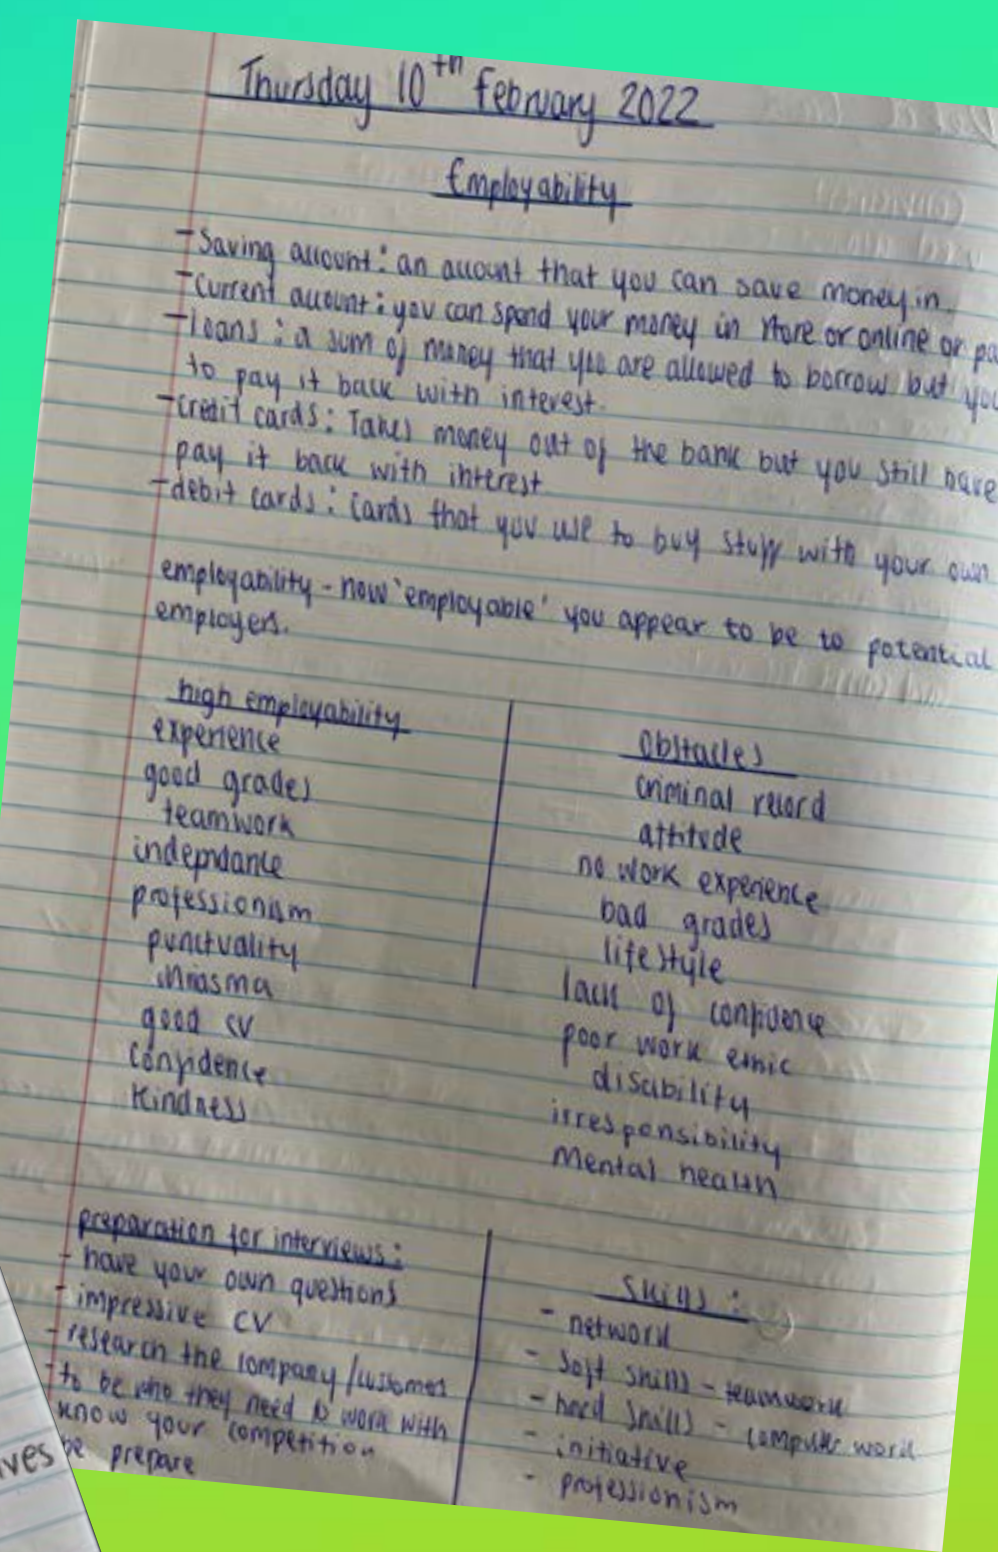 Thursday 10th February 2022
Employability
- Saving account: an account that you can save money in.
- Current account: you can spend your money in store or online or pa
- loans: a sum of money that you are allowed to borrow but you
to pay it back with interest.
- credit cards: Takes money out of the bank but you still have
pay it back with interest
- debit cards: cards that you use to buy stuff with your own
employability - how 'employable' you appear to be to potential
employers.
high employability
experience
good grades
teamwork
indepndance
professionism
punctuality
chrasma
good cv
confidence
kindness
Obstacles
criminal record
attitude
no work experience
bad grades
lifestyle
lack of confidence
poor work ethic
disability
irresponsibility
mental health
preparation for interviews:
- have your own questions
- impressive CV
- research the company/customer
- to be who they need to work with
know your competition
be prepare
Skills:
- network
- soft skills - teamwork
- hard skills - computer work
- initiative
- professionism
ves